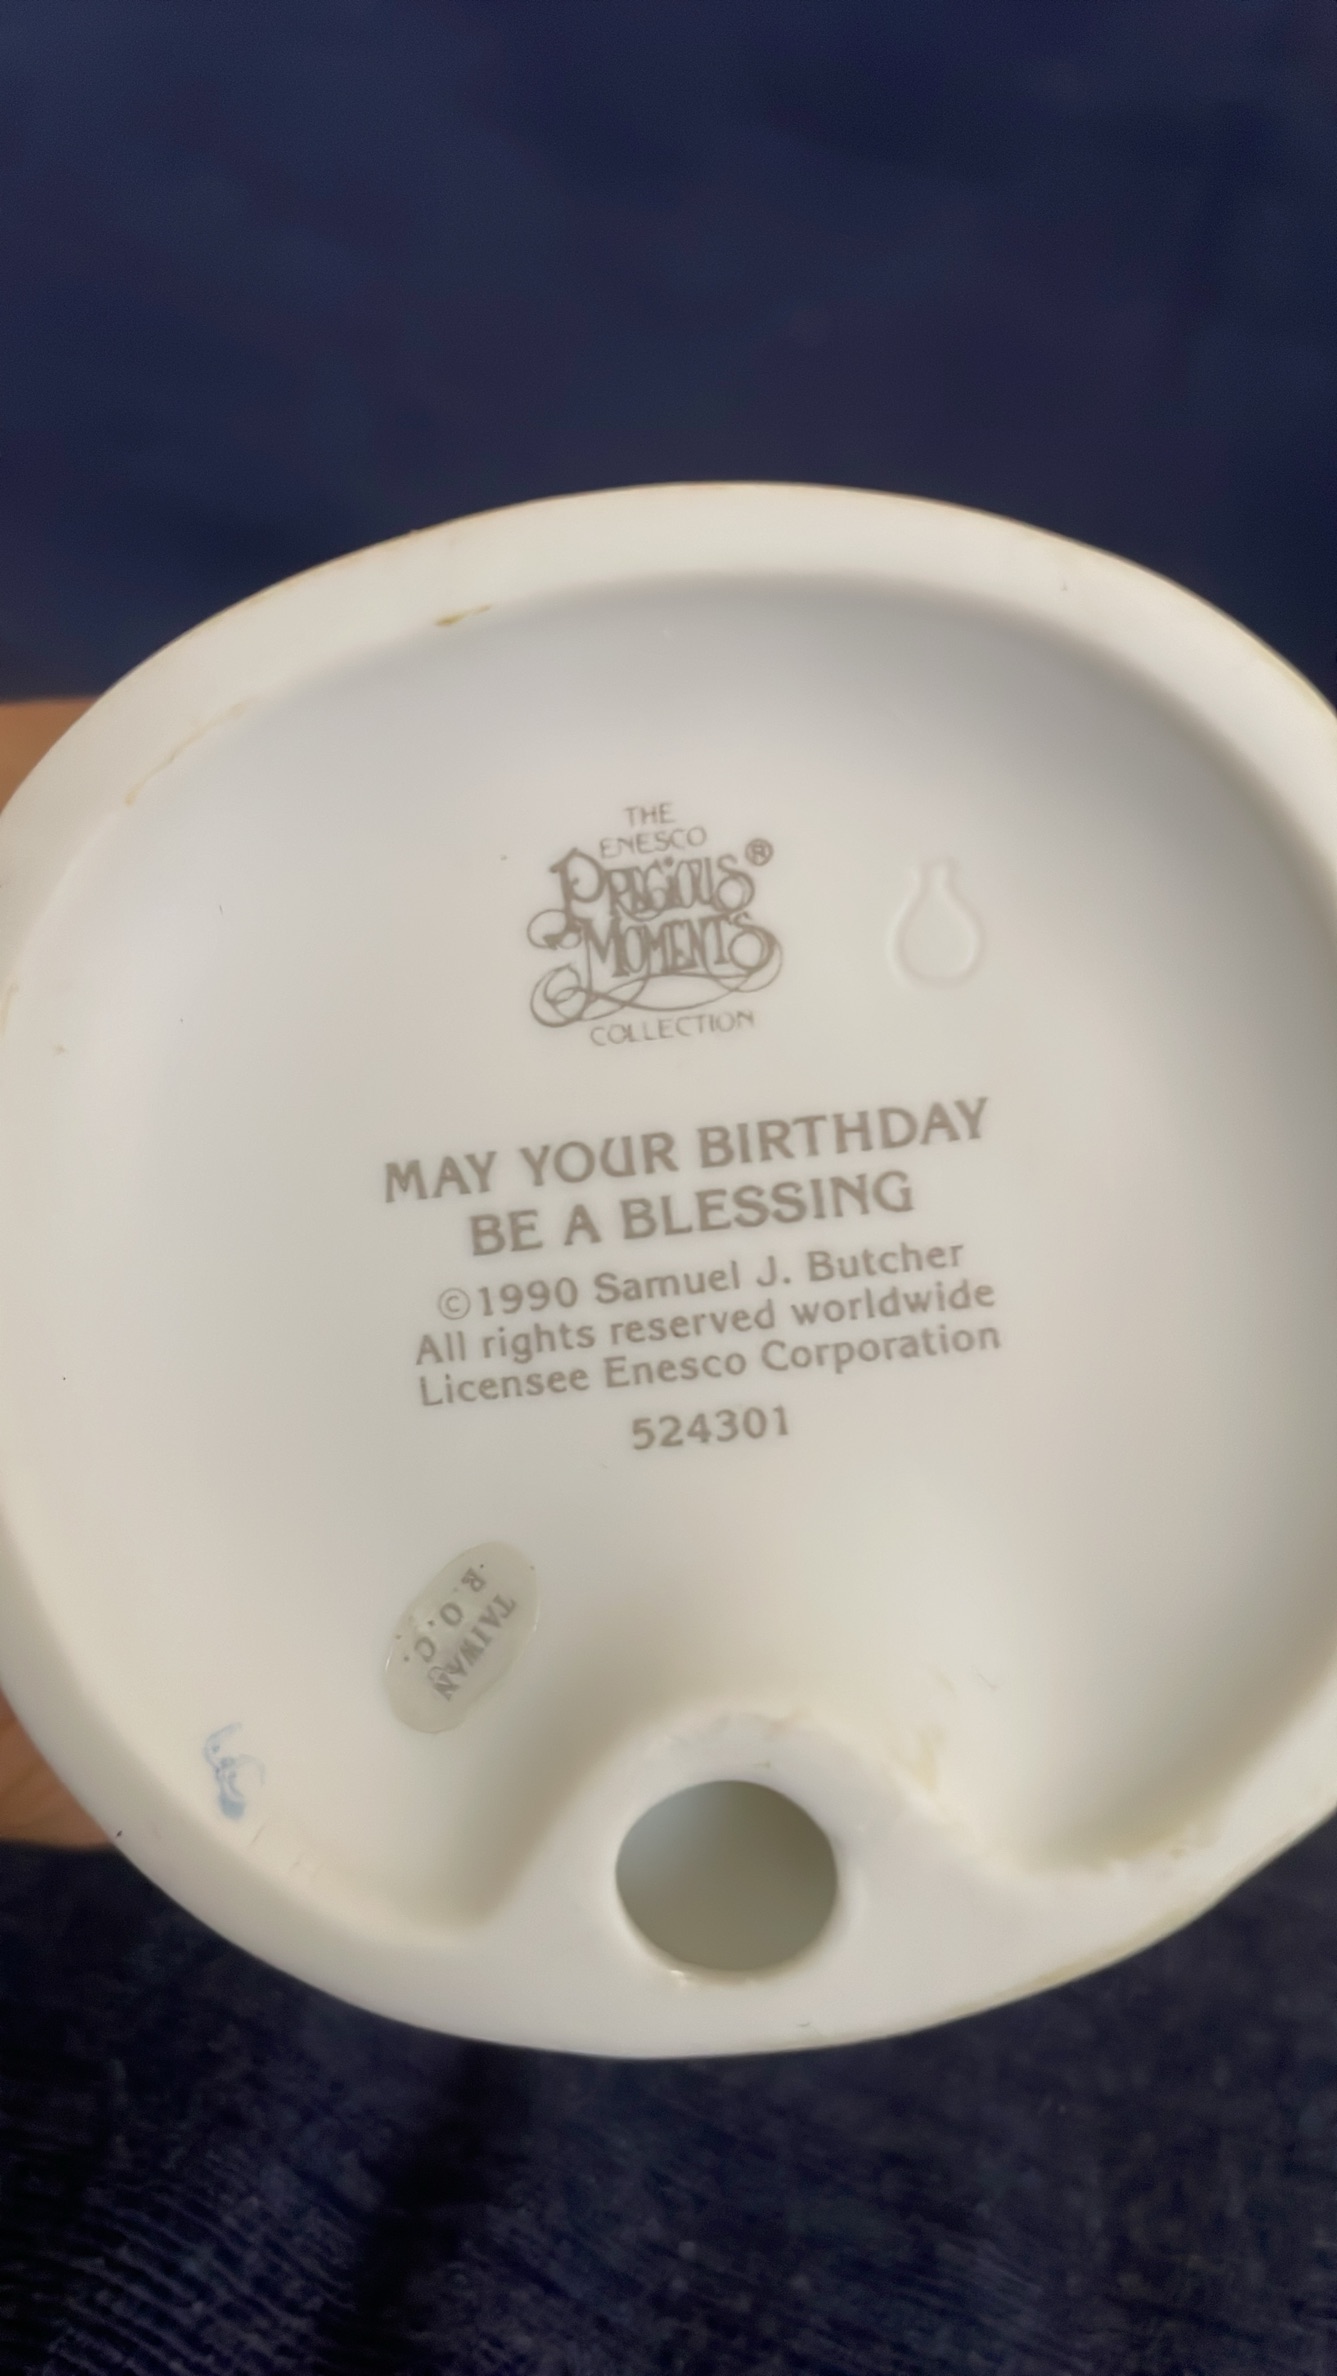 THE
ENESCO
PRECIOUS®
MOMENTS
COLLECTION
MAY YOUR BIRTHDAY
BE A BLESSING
©1990 Samuel J. Butcher
All rights reserved worldwide
Licensee Enesco Corporation
524301
TAIWAN
R.O.C.